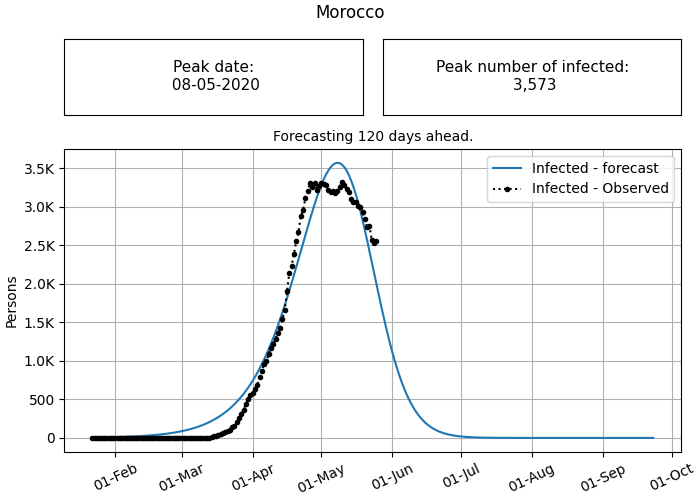 Morocco
Peak date:
08-05-2020
Peak number of infected:
3,573
Forecasting 120 days ahead.
Infected - forecast
Infected - Observed
Persons
3.5K
3.0K
2.5K
2.0K
1.5K
1.0K
500
0
01-Feb
01-Mar
01-Apr
01-May
01-Jun
01-Jul
01-Aug
01-Sep
01-Oct